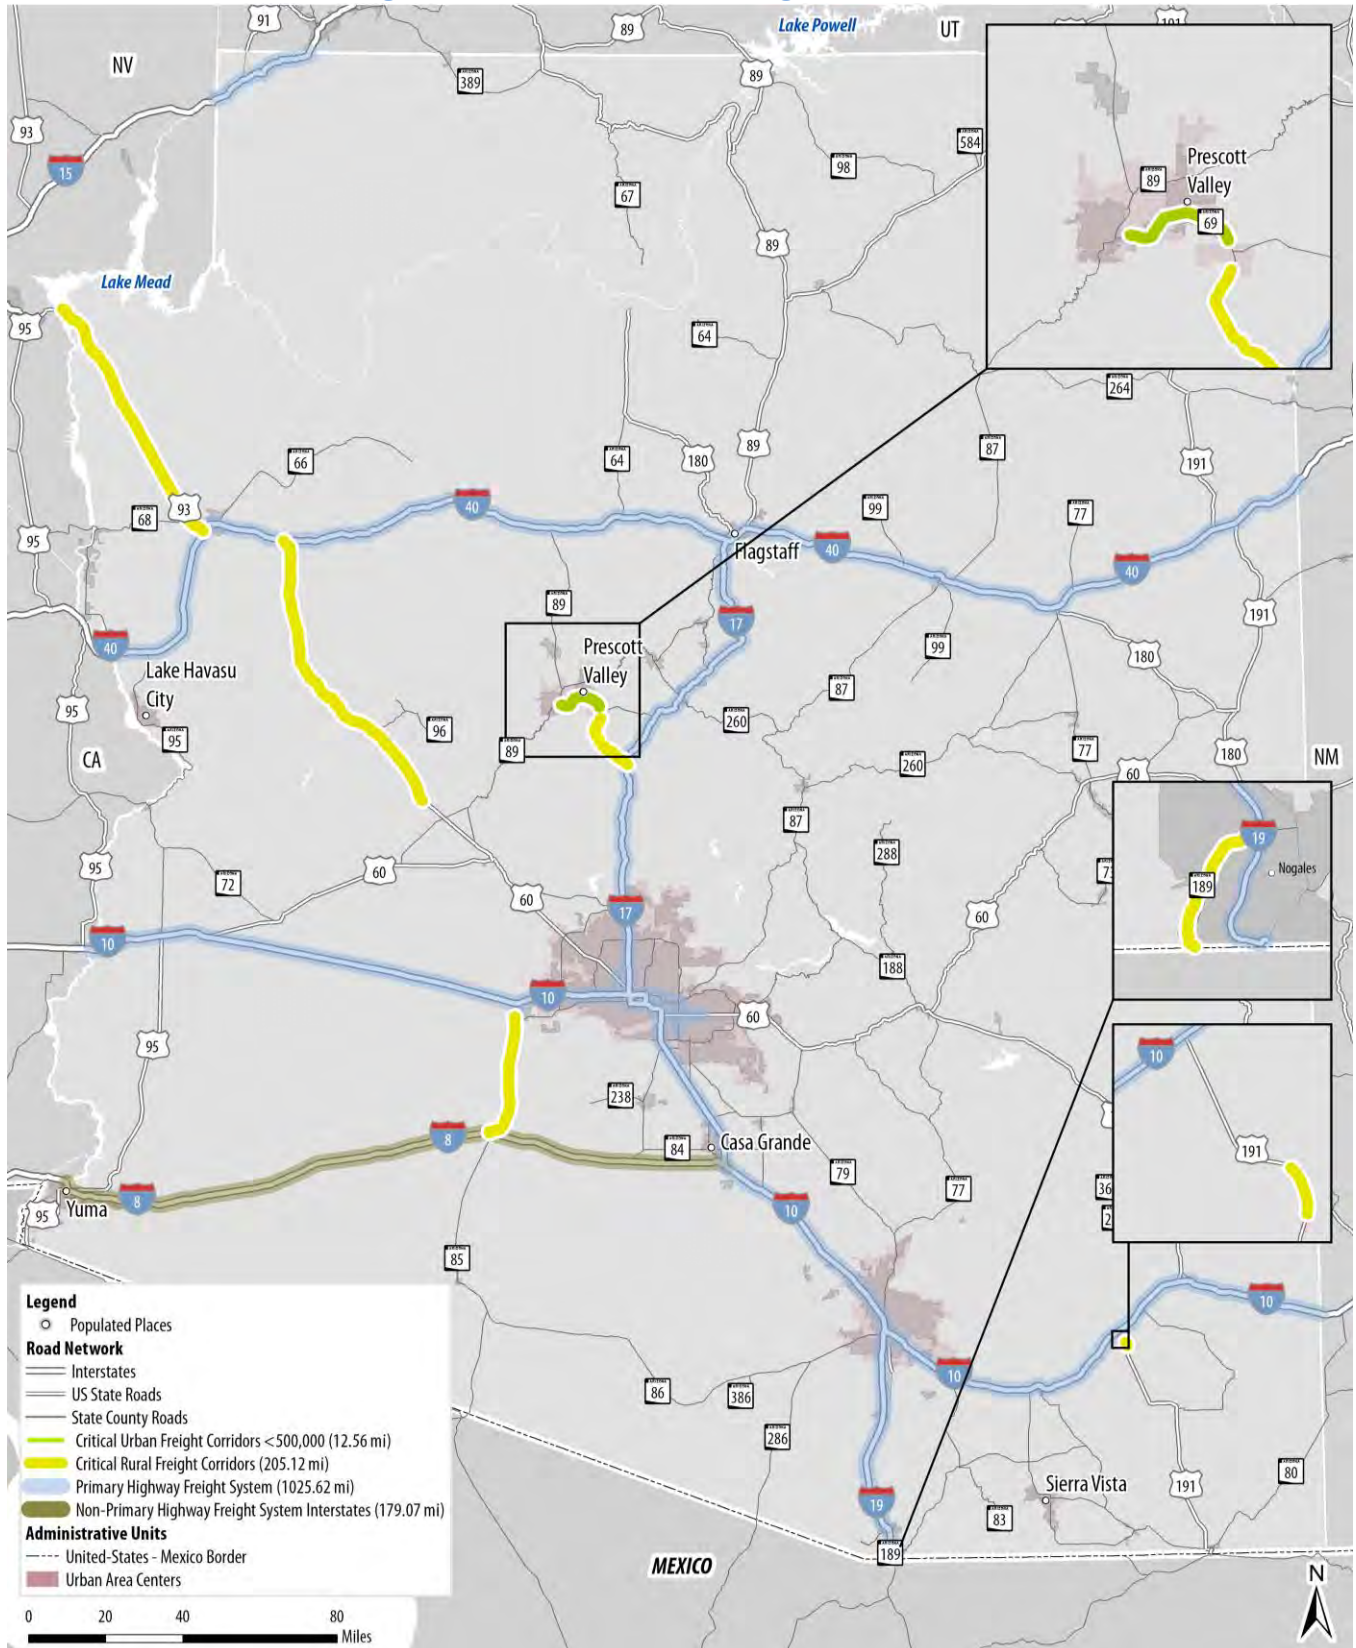 91
89
Lake Powell
UT
NV
389
89
93
15
584
98
67
89
Prescott
Valley
89
69
Lake Mead
95
64
264
66
64
180
89
87
191
93
68
40
99
77
95
Flagstaff
40
40
89
17
191
40
Lake Havasu
City
Prescott
Valley
99
180
87
95
95
96
89
260
77
180
CA
260
60
NM
87
288
19
Nogales
189
95
72
60
60
17
60
10
10
188
60
95
10
238
8
84
Casa Grande
191
79
77
36
8
Yuma
95
10
85
10
Legend
Populated Places
Road Network
Interstates
US State Roads
State County Roads
Critical Urban Freight Corridors <500,000 (12.56 mi)
Critical Rural Freight Corridors (205.12 mi)
Primary Highway Freight System (1025.62 mi)
Non-Primary Highway Freight System Interstates (179.07 mi)
Administrative Units
United-States - Mexico Border
Urban Area Centers
10
86
386
286
Sierra Vista
80
191
19
83
189
MEXICO
N
0 20 40 80
Miles